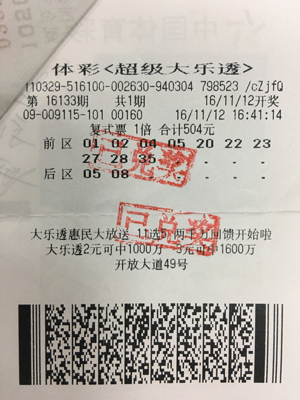 体彩<超级大乐透>
110329-516100-002630-940304 798523 /cZjfQ
第 16133期 共1期 16/11/12开奖
09-009115-101 00160 16/11/12 16:41:14
复式票 1倍 合计504元
前区 01 02 04 05 20 22 23
27 28 35
后区 05 08
已兑奖
已兑奖
大乐透惠民大放送 11选5 两千万回馈开始啦
大乐透2元可中1000万 3元可中1600万
开放大道49号